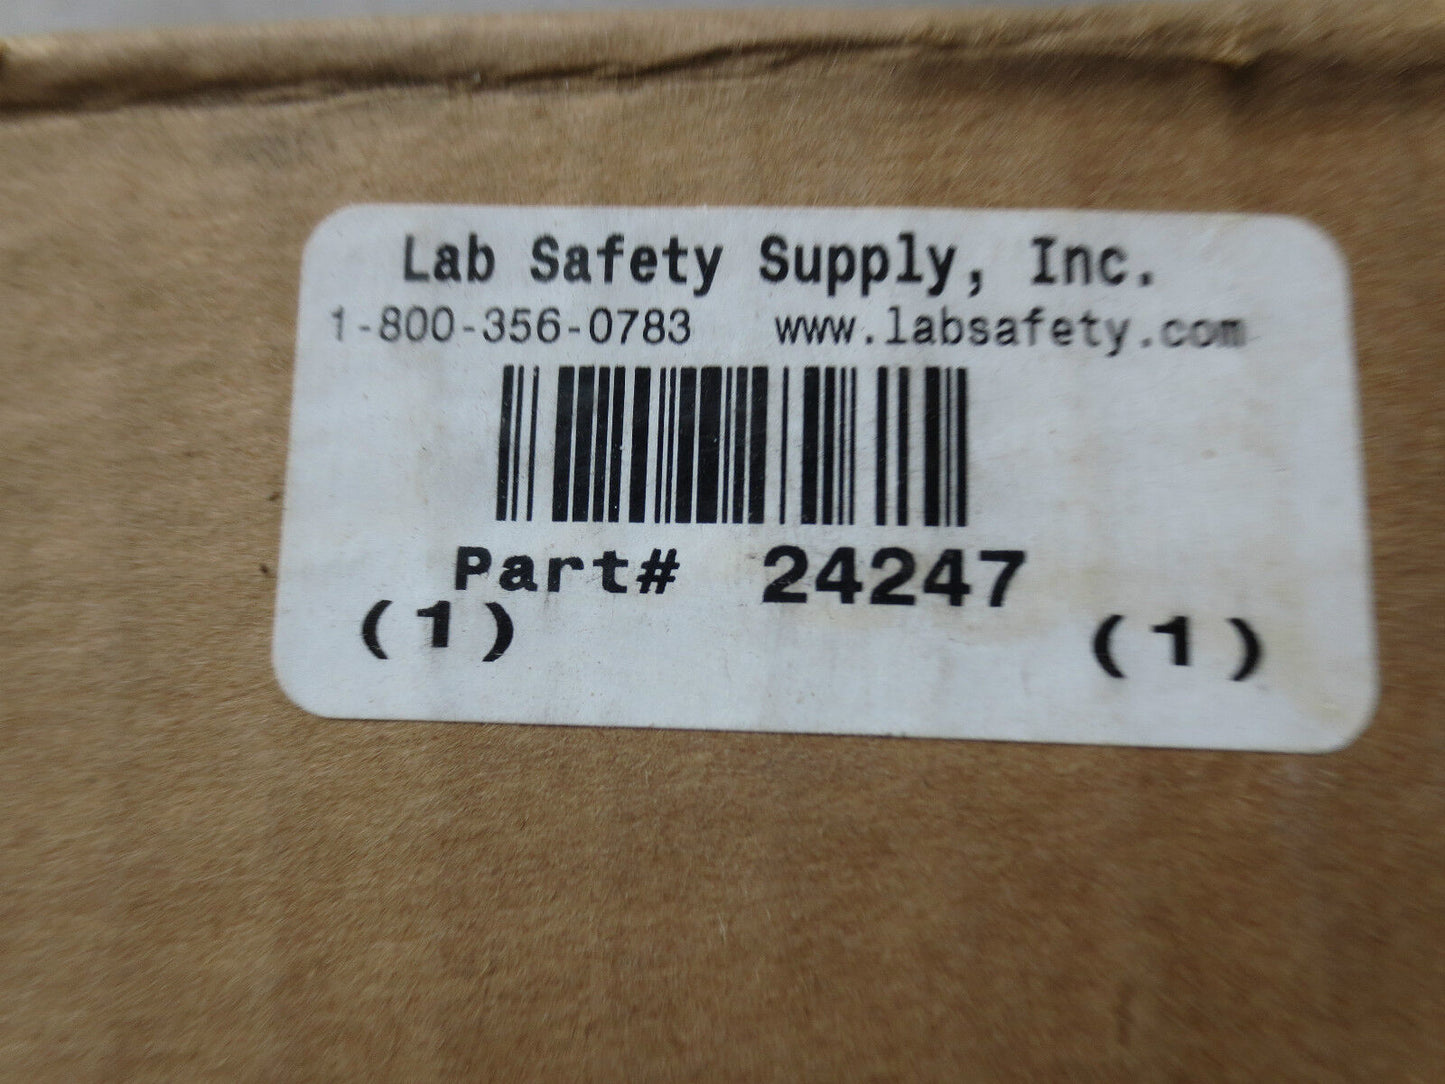 Lab Safety Supply, Inc.
1-800-356-0783 www.labsafety.com
Part# 24247
(1) (1)